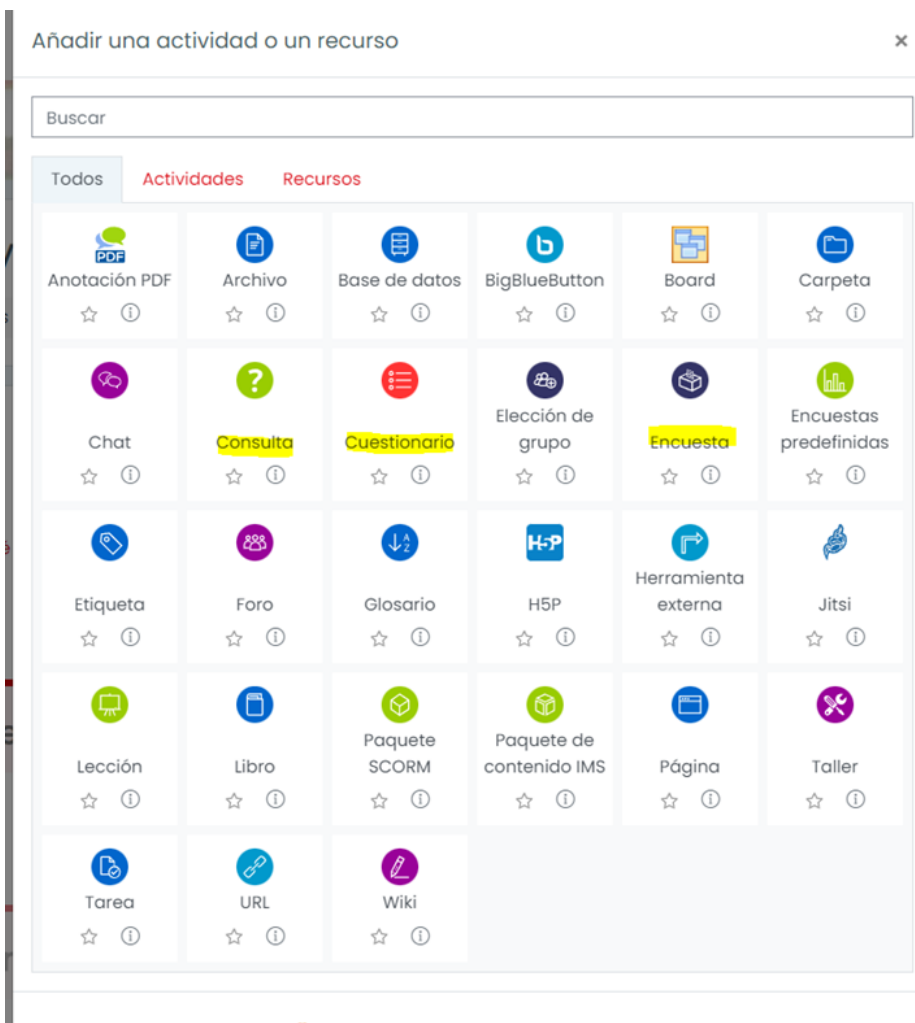 Añadir una actividad o un recurso ×
Buscar
Todos Actividades Recursos
PDF
Anotación PDF Archivo Base de datos BigBlueButton Board Carpeta
Chat Consulta Cuestionario Elección de grupo Encuesta Encuestas predefinidas
Etiqueta Foro Glosario H5P Herramienta externa Jitsi
Lección Libro Paquete SCORM Paquete de contenido IMS Página Taller
Tarea URL Wiki